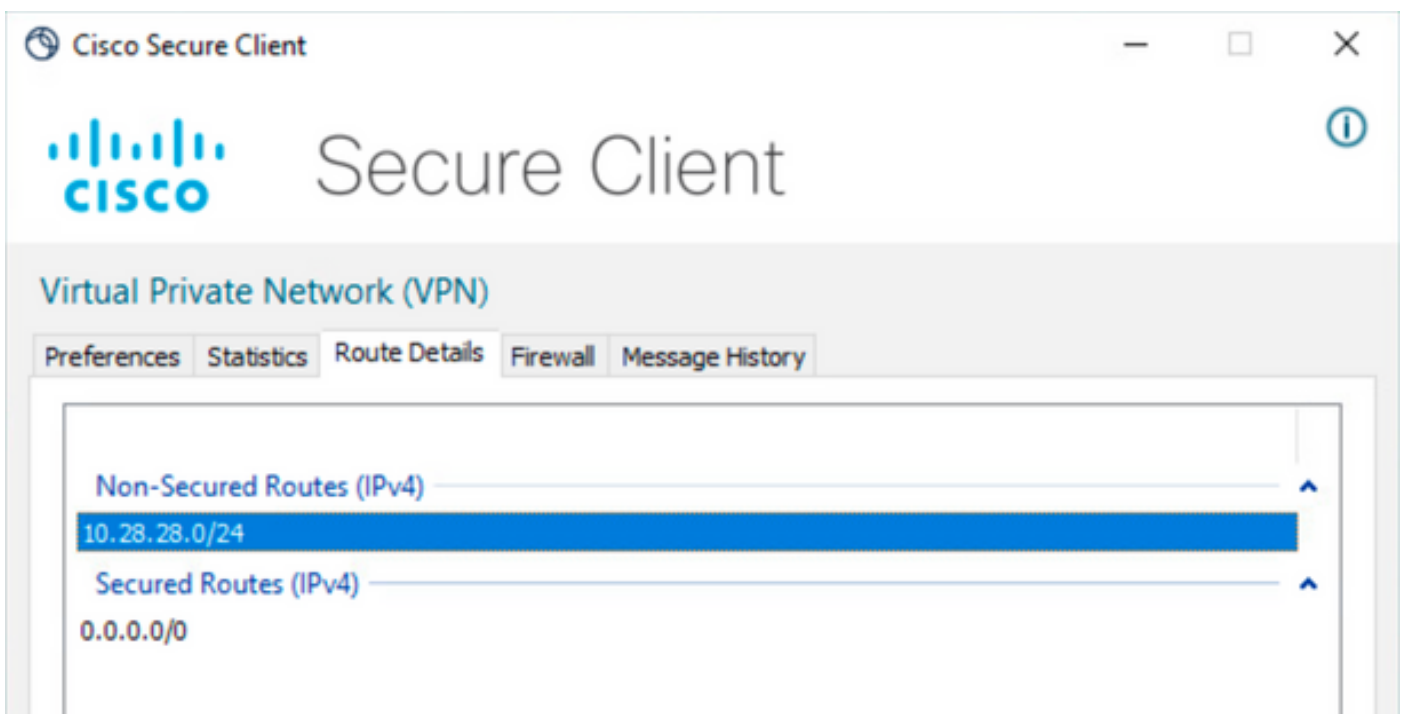 Cisco Secure Client
CISCO Secure Client
Virtual Private Network (VPN)
Preferences Statistics Route Details Firewall Message History
Non-Secured Routes (IPv4)
10.28.28.0/24
Secured Routes (IPv4)
0.0.0.0/0